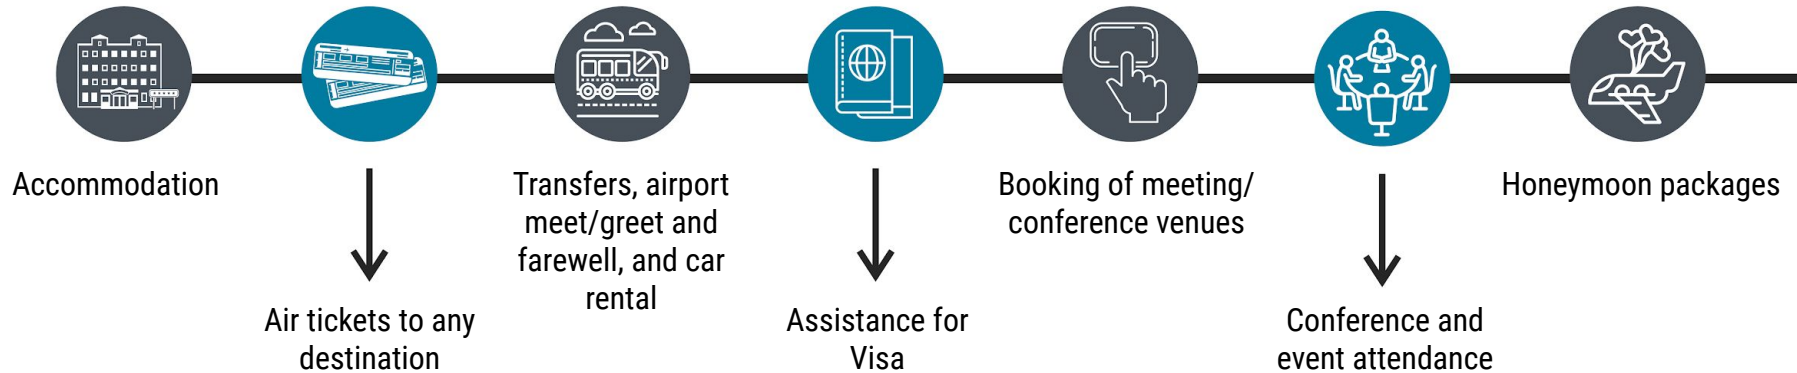 Accommodation
Air tickets to any
destination
Transfers, airport
meet/greet and
farewell, and car
rental
Assistance for
Visa
Booking of meeting/
conference venues
Conference and
event attendance
Honeymoon packages